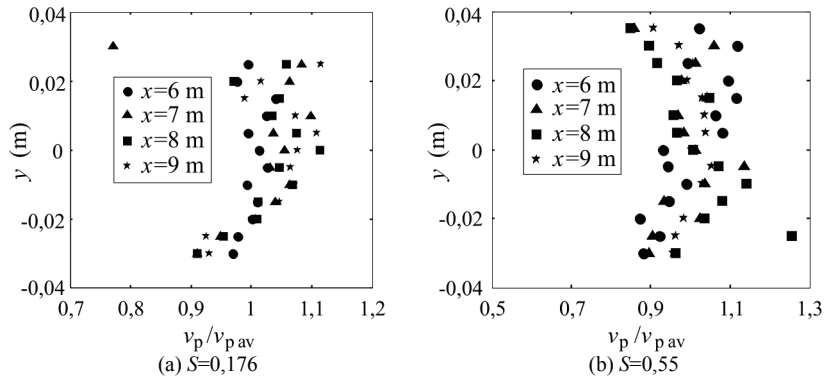 0,04
0,02
0
-0,02
-0,04
y (m)
x=6 m
x=7 m
x=8 m
x=9 m
0,7 0,8 0,9 1 1,1 1,2
vp/vp av
(a) S=0,176
0,04
0,02
0
-0,02
-0,04
y (m)
x=6 m
x=7 m
x=8 m
x=9 m
0,5 0,7 0,9 1,1 1,3
vp/vp av
(b) S=0,55